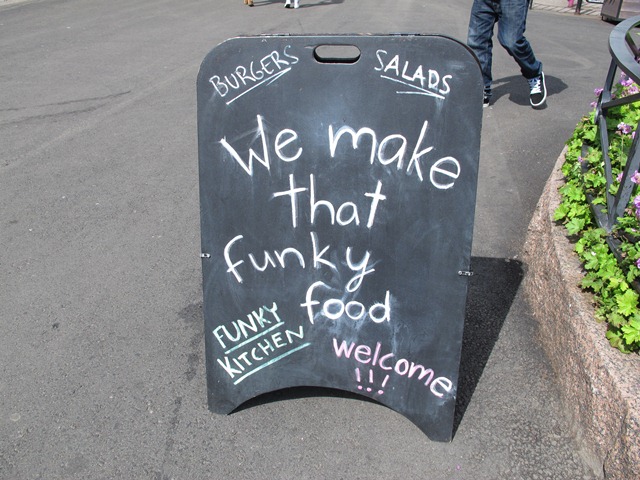 BURGERS SALADS
We make
that
funky
food
FUNKY
KITCHEN
welcome
!!!